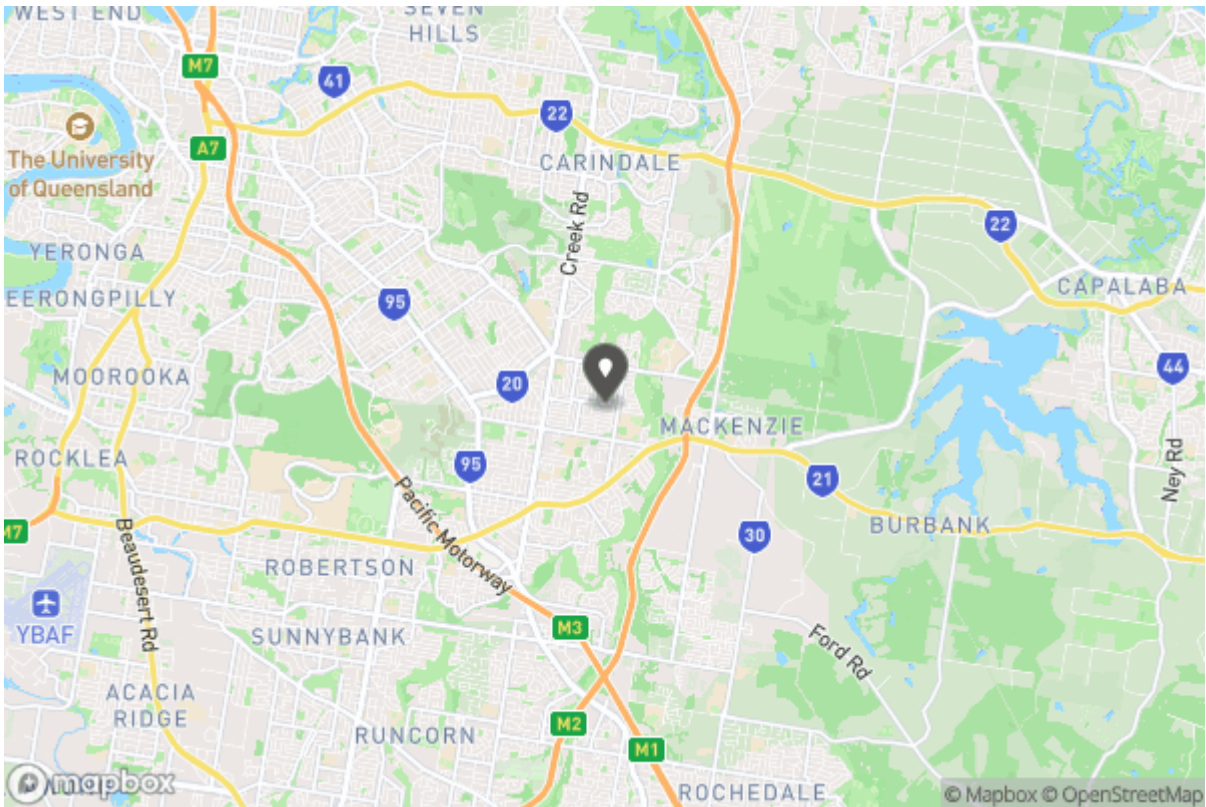 WEST END
SEVEN
HILLS
M7
41
22
A7
CARINDALE
The University
of Queensland
Creek Rd
22
YERONGA
EERONGPILLY
95
CAPALABA
MOOROOKA
20
44
MACKENZIE
ROCKLEA
95
21
Ney Rd
Pacific Motorway
M7
Beaudesert Rd
BURBANK
30
ROBERTSON
YBAF
SUNNYBANK
M3
Ford Rd
ACACIA
RIDGE
M2
RUNCORN
M1
mapbox
ROCHEDALE
© Mapbox © OpenStreetMap